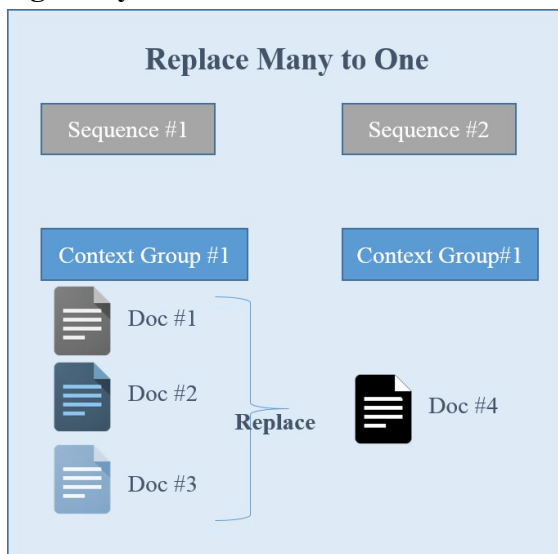 Replace Many to One
Sequence #1
Sequence #2
Context Group #1
Context Group#1
Doc #1
Doc #2
Replace
Doc #4
Doc #3